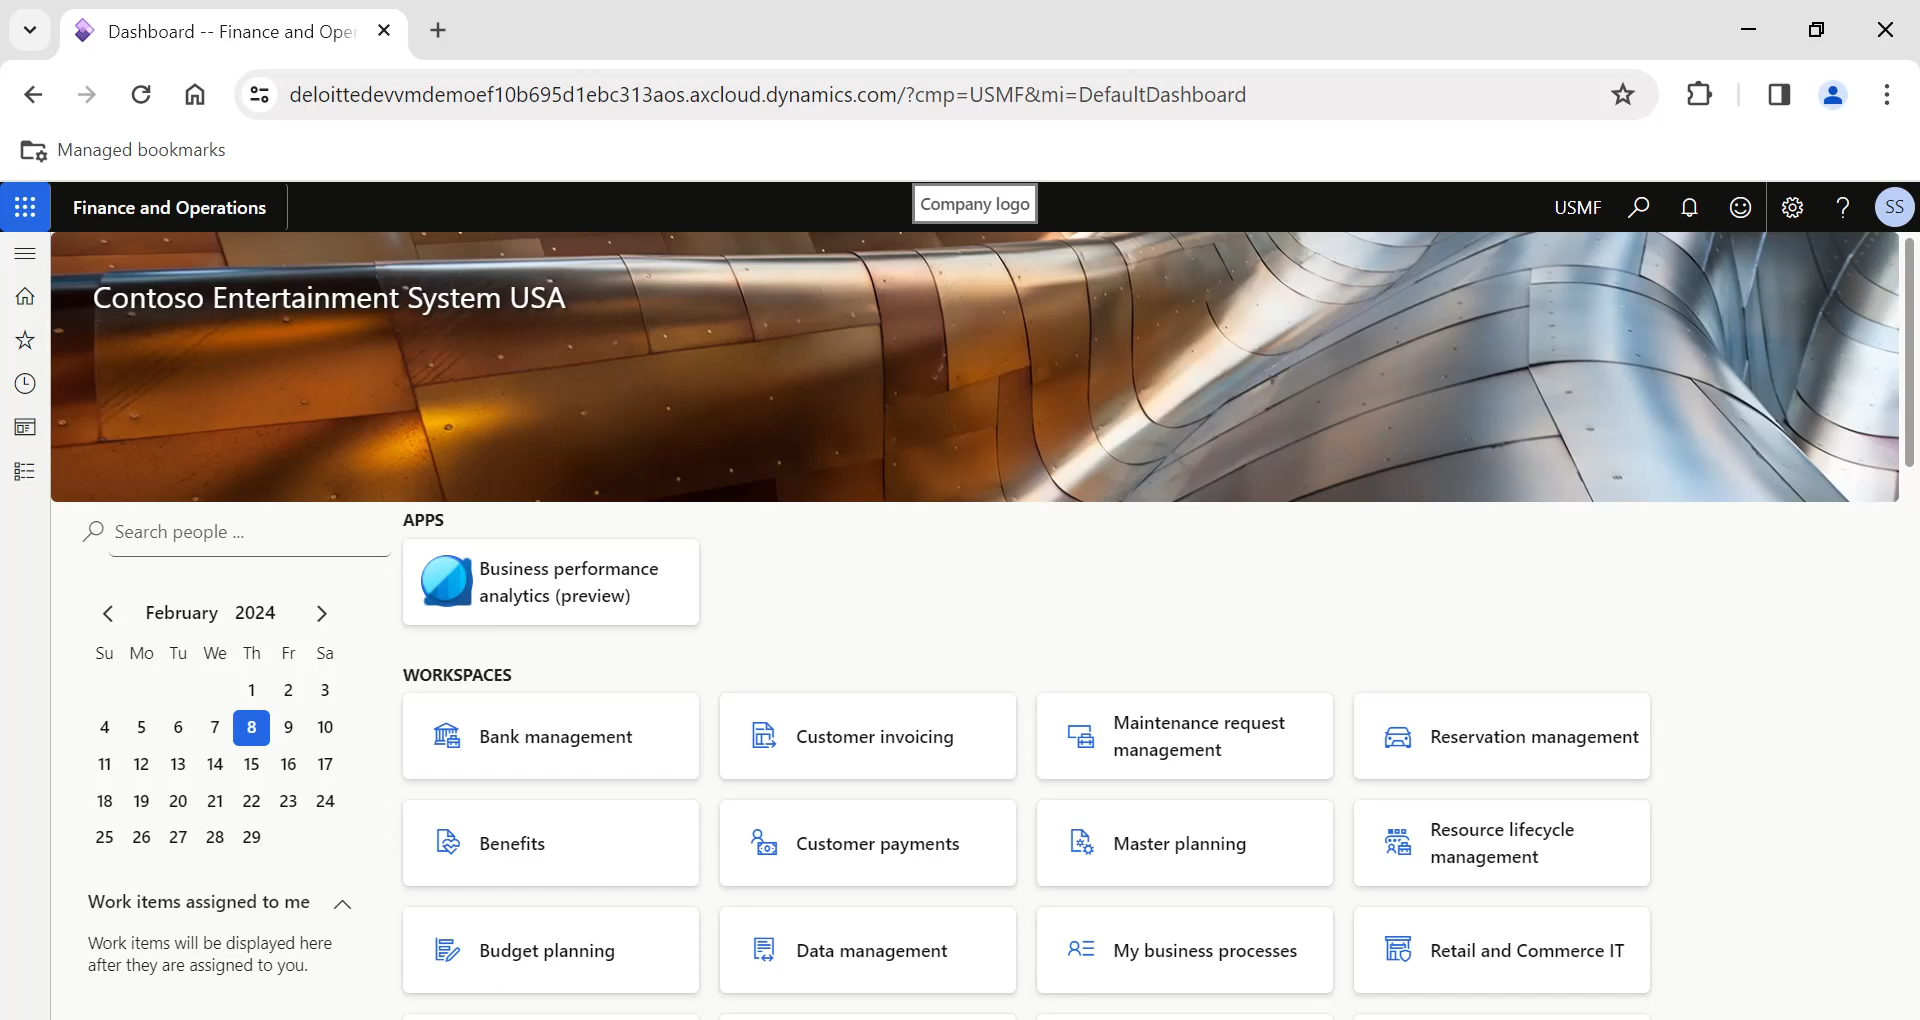 Dashboard -- Finance and Oper
deloittedevvmdemoef10b695d1ebc313aos.axcloud.dynamics.com/?cmp=USMF&mi=DefaultDashboard
Managed bookmarks
Finance and Operations
Company logo
USMF
SS
Contoso Entertainment System USA
Search people ...
February 2024
Su Mo Tu We Th Fr Sa
1 2 3
4 5 6 7 8 9 10
11 12 13 14 15 16 17
18 19 20 21 22 23 24
25 26 27 28 29
Work items assigned to me
Work items will be displayed here
after they are assigned to you.
APPS
Business performance
analytics (preview)
WORKSPACES
Bank management
Customer invoicing
Maintenance request
management
Reservation management
Benefits
Customer payments
Master planning
Resource lifecycle
management
Budget planning
Data management
My business processes
Retail and Commerce IT